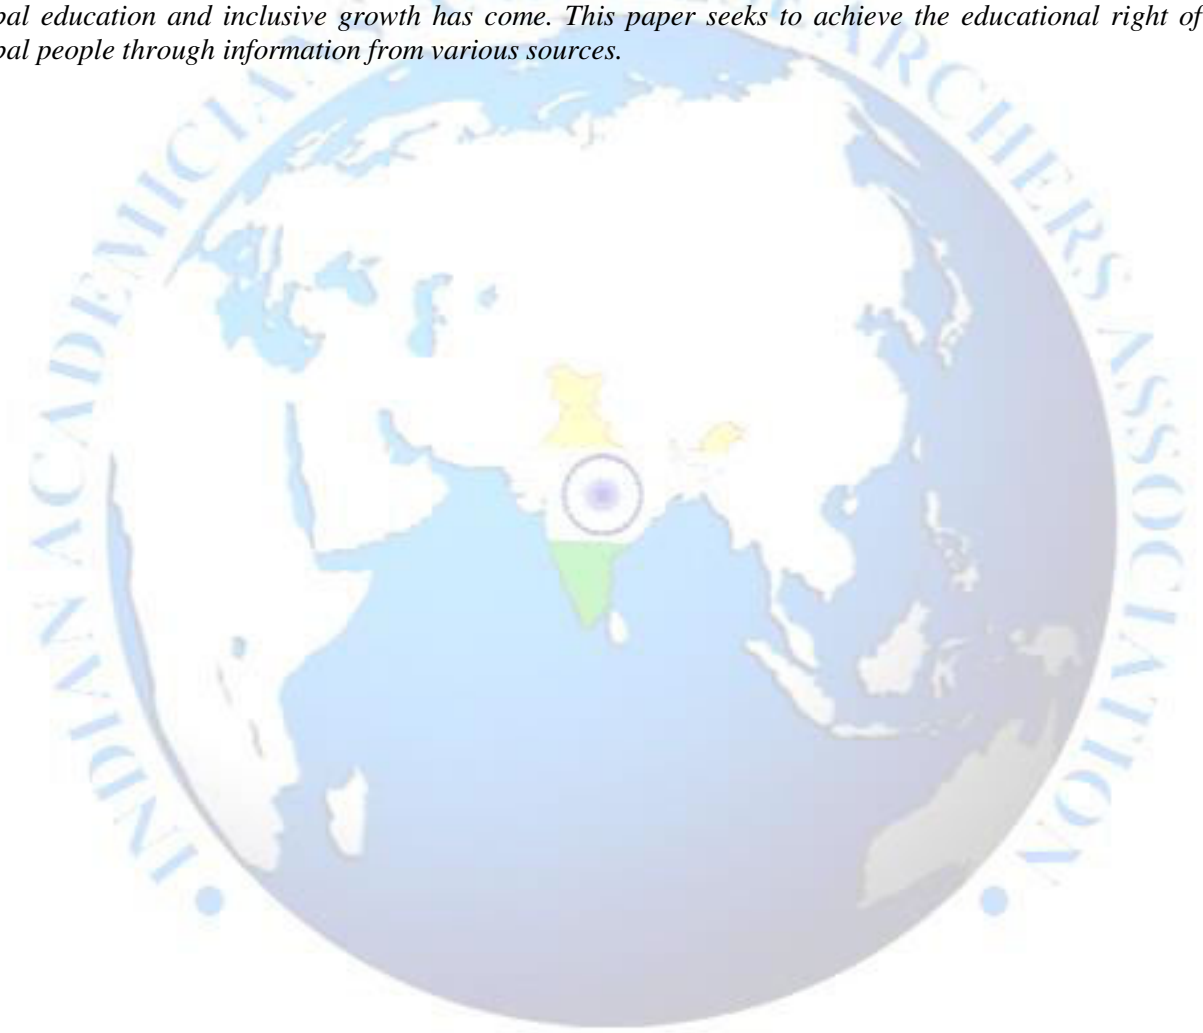 bal education and inclusive growth has come. This paper seeks to achieve the educational right of
bal people through information from various sources.
INDIAN ACADEMICIANS RESEARCHERS ASSOCIATION